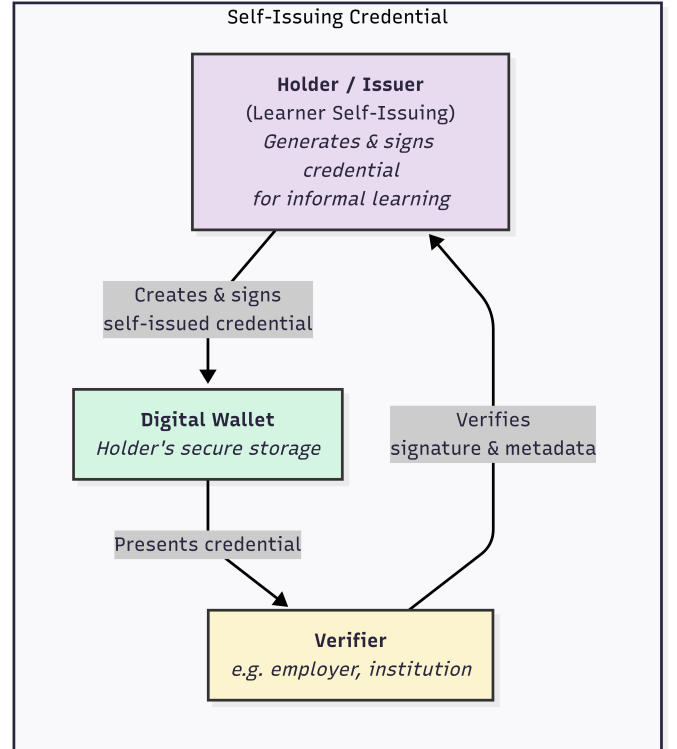 Self-Issuing Credential
Holder / Issuer
(Learner Self-Issuing)
Generates & signs
credential
for informal learning
Creates & signs
self-issued credential
Digital Wallet
Holder's secure storage
Verifies
signature & metadata
Presents credential
Verifier
e.g. employer, institution